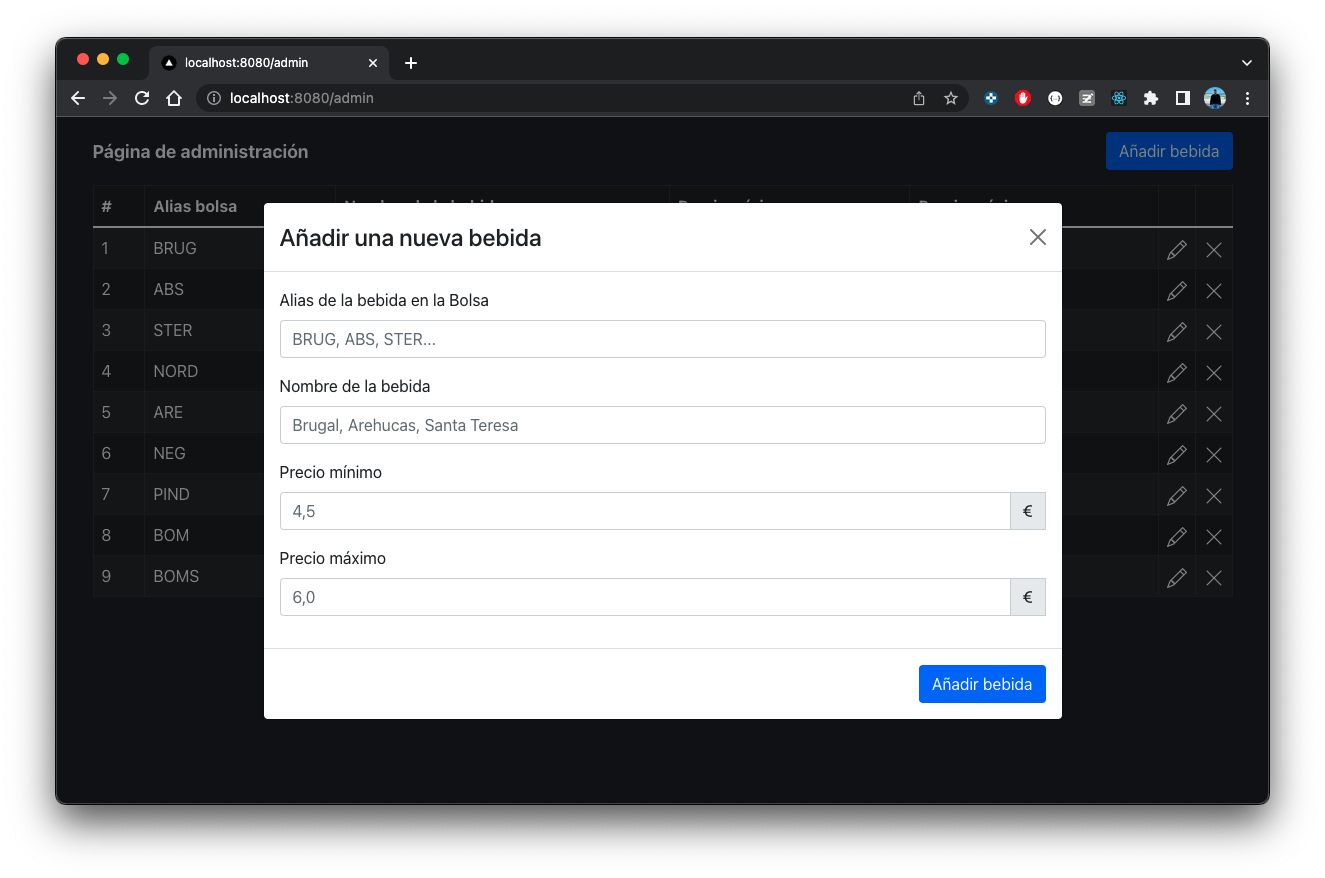 localhost:8080/admin
localhost:8080/admin
Página de administración
Añadir bebida
# Alias bolsa
1 BRUG
2 ABS
3 STER
4 NORD
5 ARE
6 NEG
7 PIND
8 BOM
9 BOMS
Añadir una nueva bebida
Alias de la bebida en la Bolsa
BRUG, ABS, STER...
Nombre de la bebida
Brugal, Arehucas, Santa Teresa
Precio mínimo
4,5 €
Precio máximo
6,0 €
Añadir bebida